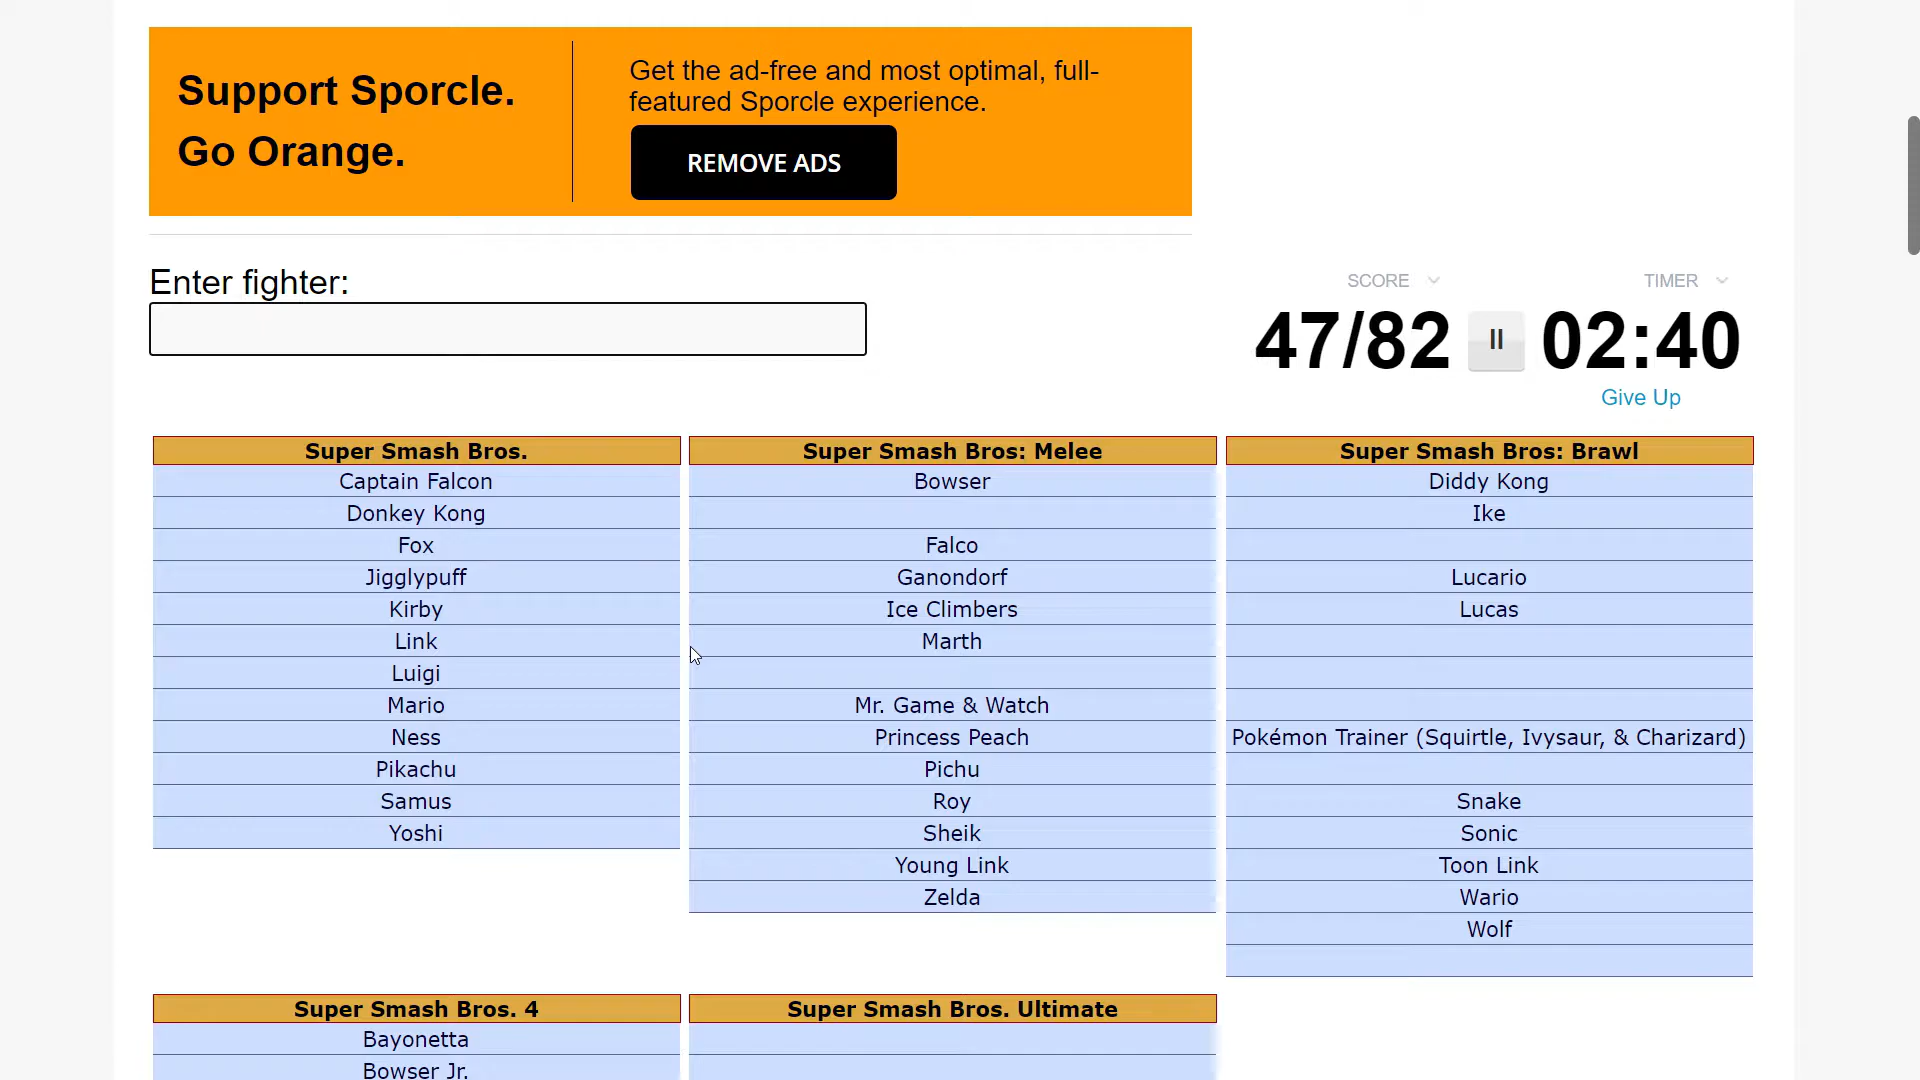 Support Sporcle.
Go Orange.
Get the ad-free and most optimal, full-
featured Sporcle experience.
REMOVE ADS
Enter fighter:
SCORE
TIMER
47/82
02:40
Give Up
Super Smash Bros.
Captain Falcon
Donkey Kong
Fox
Jigglypuff
Kirby
Link
Luigi
Mario
Ness
Pikachu
Samus
Yoshi
Super Smash Bros: Melee
Bowser
Falco
Ganondorf
Ice Climbers
Marth
Mr. Game & Watch
Princess Peach
Pichu
Roy
Sheik
Young Link
Zelda
Super Smash Bros: Brawl
Diddy Kong
Ike
Lucario
Lucas
Pokémon Trainer (Squirtle, Ivysaur, & Charizard)
Snake
Sonic
Toon Link
Wario
Wolf
Super Smash Bros. 4
Bayonetta
Bowser Jr.
Super Smash Bros. Ultimate